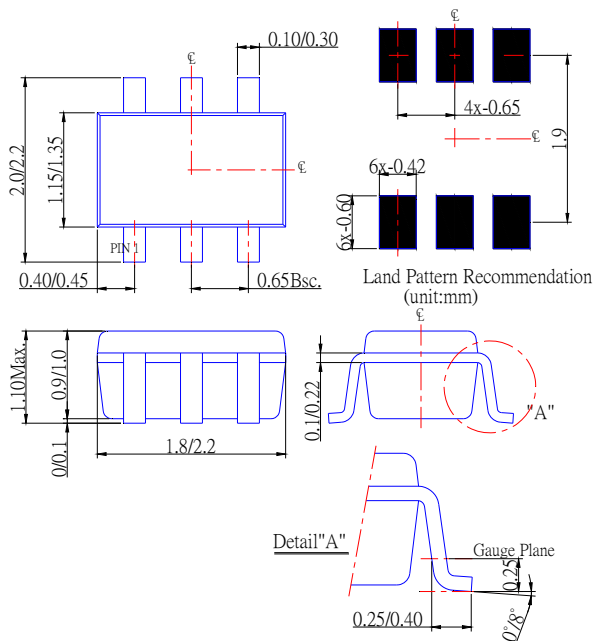 0.10/0.30
℄
℄
2.0/2.2
1.15/1.35
PIN 1
0.40/0.45
0.65Bsc.
℄
4x-0.65
℄
1.9
6x-0.42
6x-0.60
Land Pattern Recommendation
(unit:mm)
1.10Max.
0.9/1.0
0/0.1
1.8/2.2
℄
0.1/0.22
"A"
Detail"A"
Gauge Plane
0.25
0.25/0.40
0°/8°